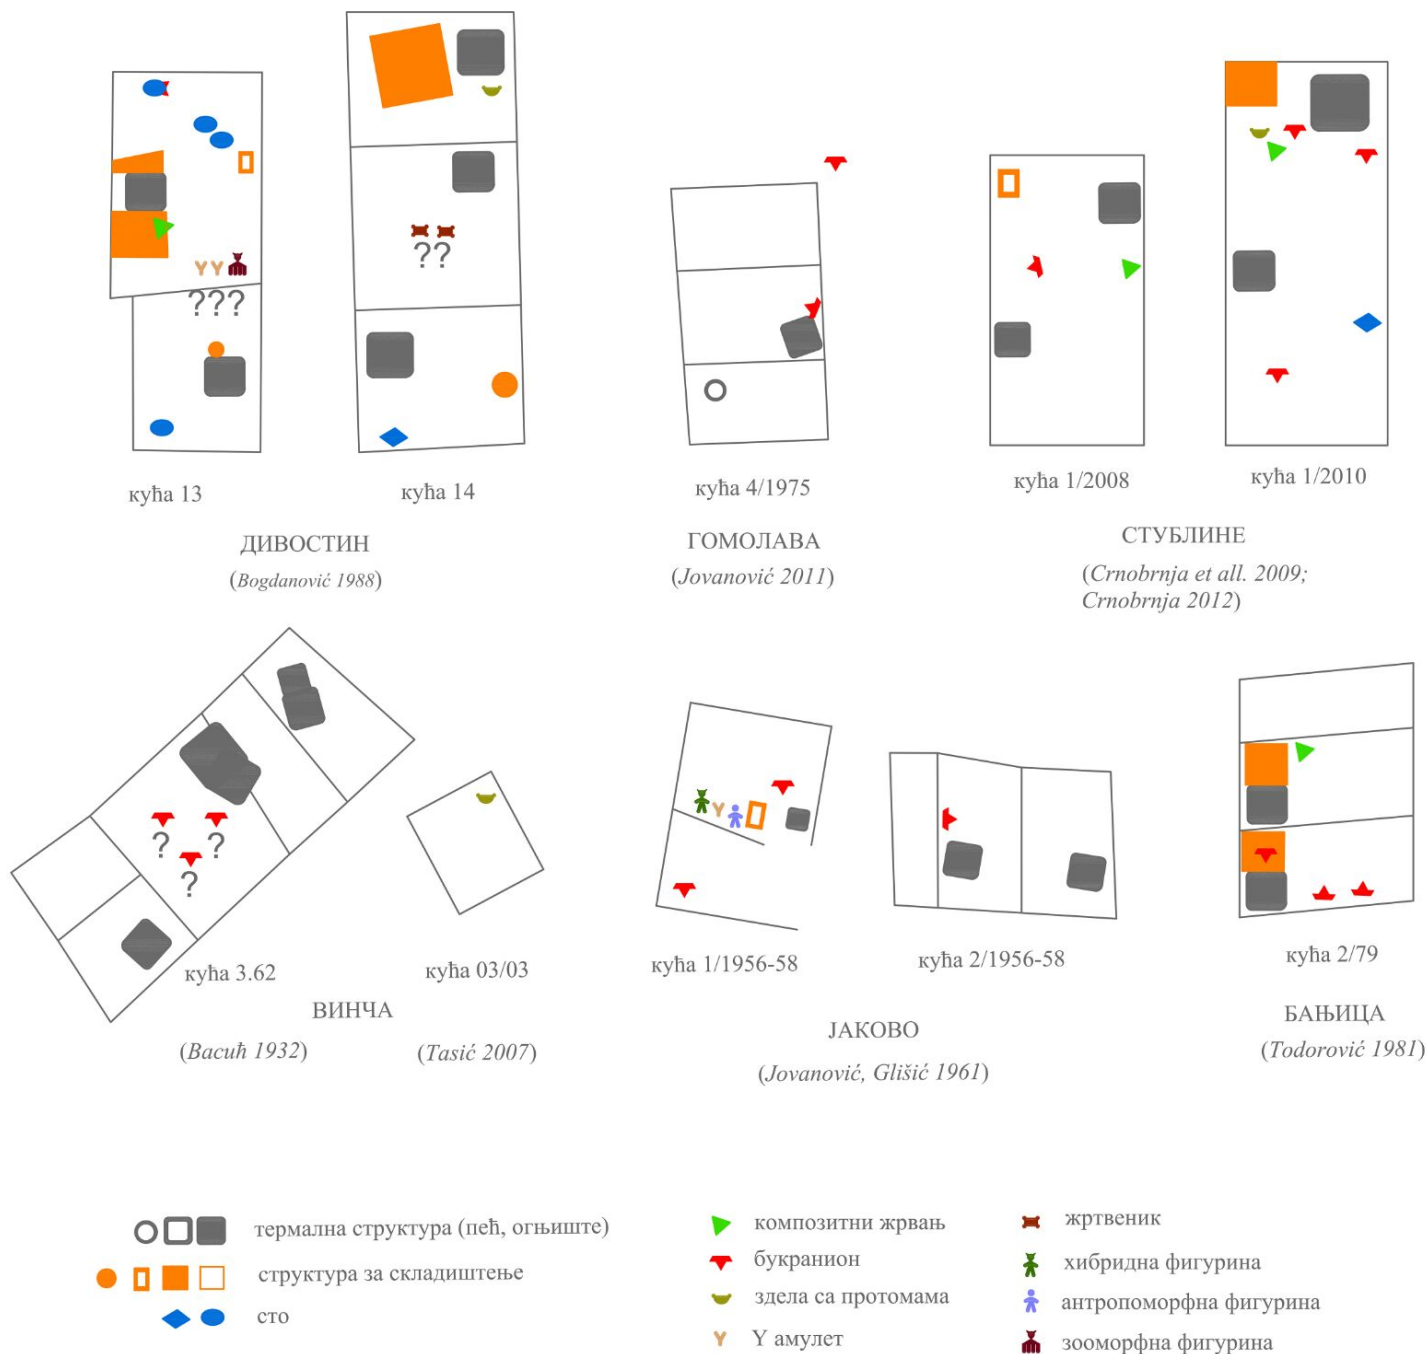 ??
???
кућа 13
кућа 14
кућа 4/1975
кућа 1/2008
кућа 1/2010
ДИВОСТИН
(Bogdanović 1988)
ГОМОЛАВА
(Jovanović 2011)
СТУБЛИНЕ
(Crnobrnja et all. 2009;
Crnobrnja 2012)
? ?
?
кућа 3.62
кућа 03/03
кућа 1/1956-58
кућа 2/1956-58
кућа 2/79
ВИНЧА
(Васић 1932)
(Tasić 2007)
ЈАКОВО
(Jovanović, Glišić 1961)
БАЊИЦА
(Todorović 1981)
термална структура (пећ, огњиште)
структура за складиштење
сто
композитни жрвањ
букранион
здела са протомама
Y амулет
жртвеник
хибридна фигурина
антропоморфна фигурина
зооморфна фигурина